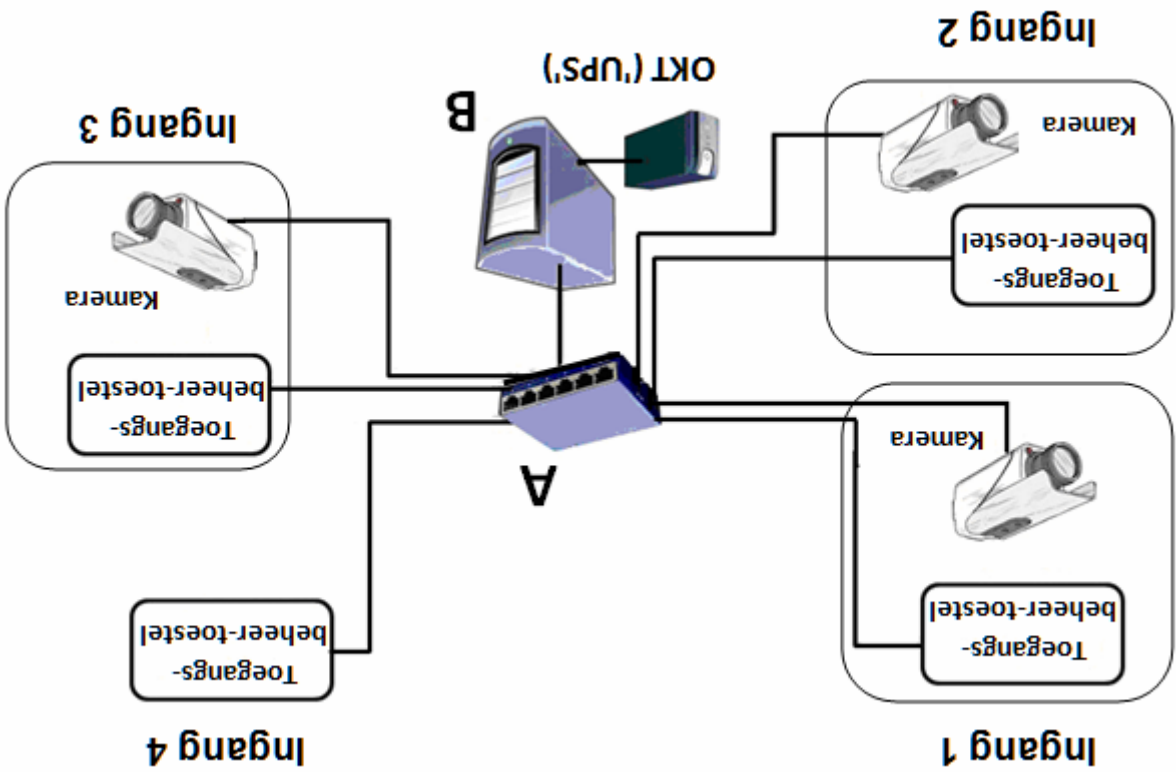 Ingang 1
Toegangs-
beheer-toestel
Kamera
Ingang 4
Toegangs-
beheer-toestel
A
Toegangs-
beheer-toestel
Kamera
Ingang 2
Toegangs-
beheer-toestel
Kamera
Ingang 3
B
OKT ('UPS')